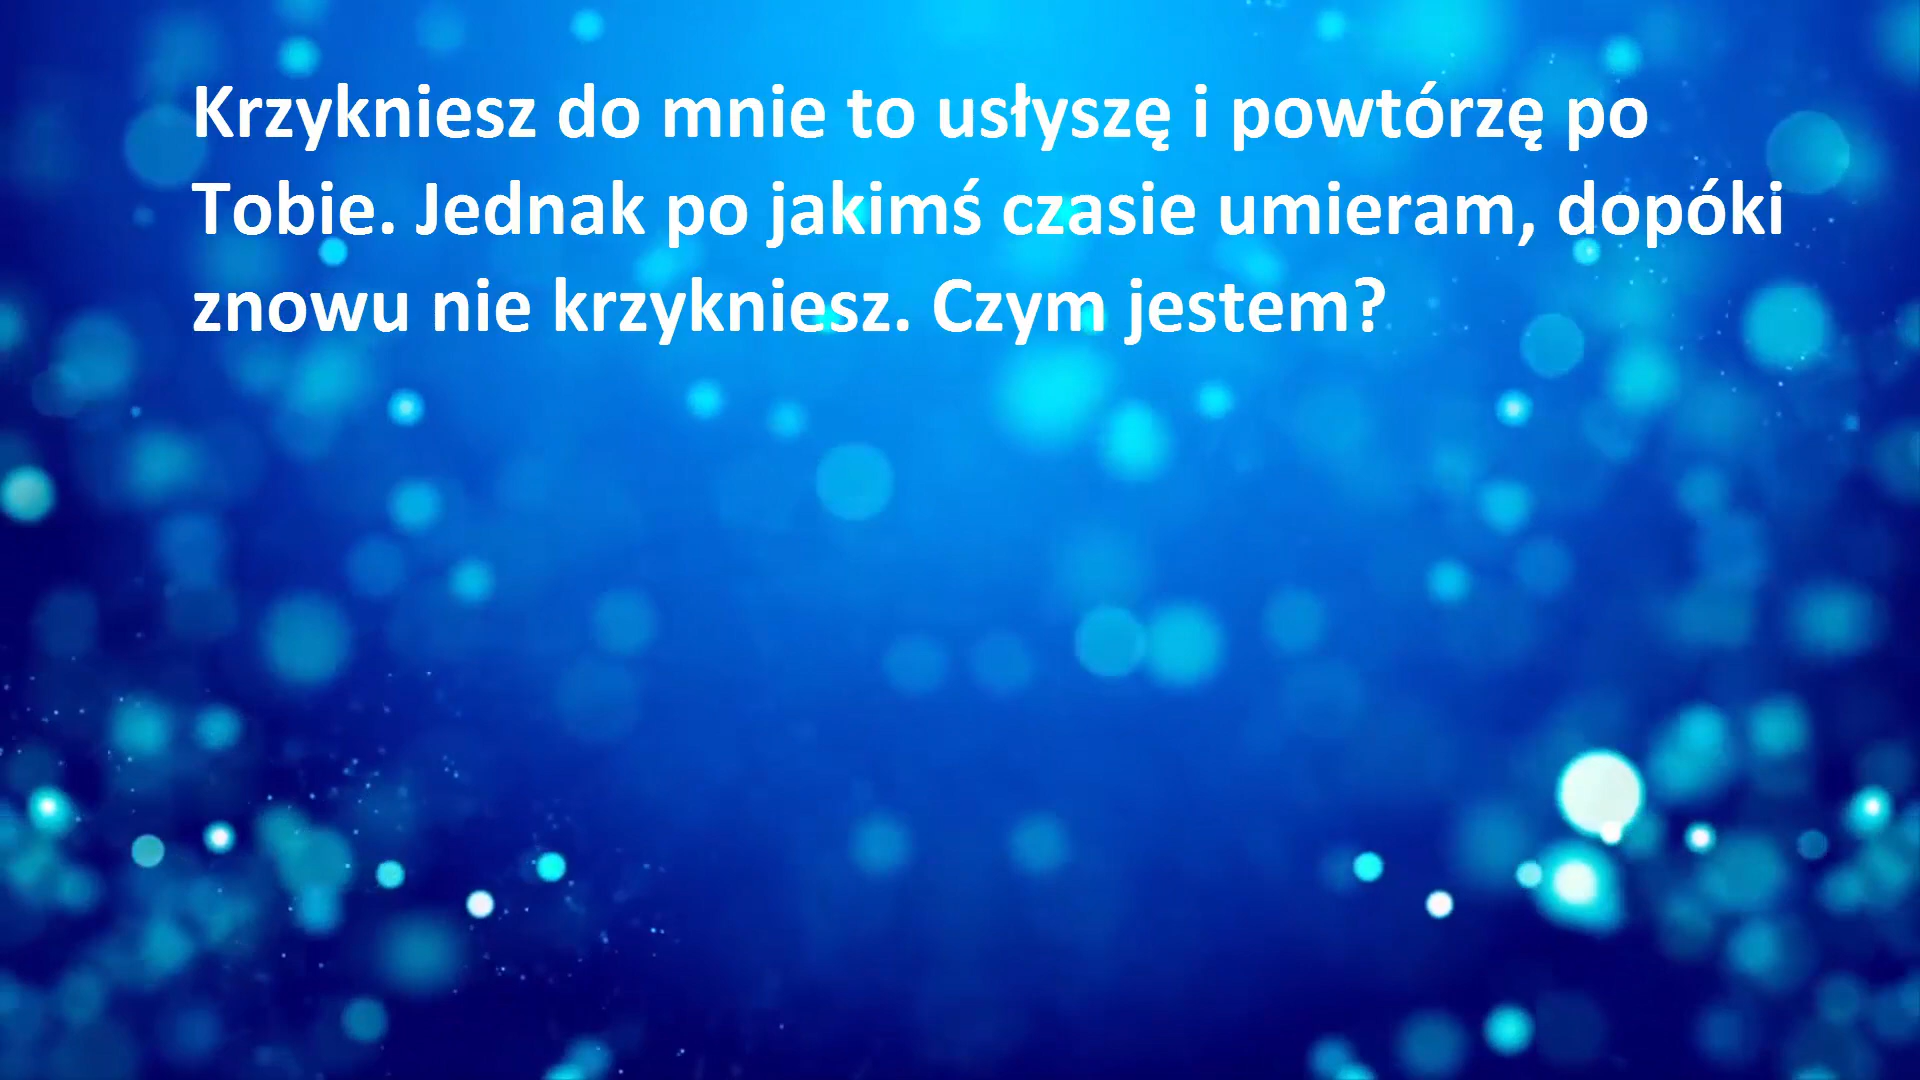 Krzykniesz do mnie to usłyszę i powtórzę po
Tobie. Jednak po jakimś czasie umieram, dopóki
znowu nie krzykniesz. Czym jestem?